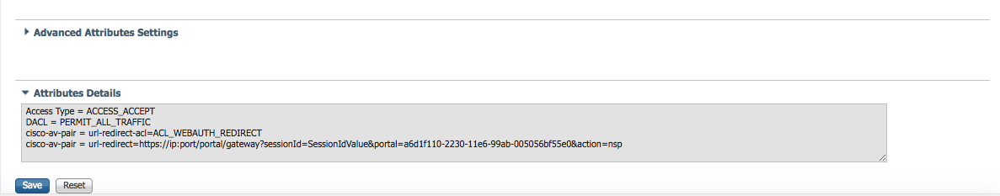 Advanced Attributes Settings
Attributes Details
Access Type = ACCESS_ACCEPT
DACL = PERMIT_ALL_TRAFFIC
cisco-av-pair = url-redirect-acl=ACL_WEBAUTH_REDIRECT
cisco-av-pair = url-redirect=https://ip:port/portal/gateway?sessionId=SessionIdValue&portal=a6d1f110-2230-11e6-99ab-005056bf55e0&action=nsp
Save Reset